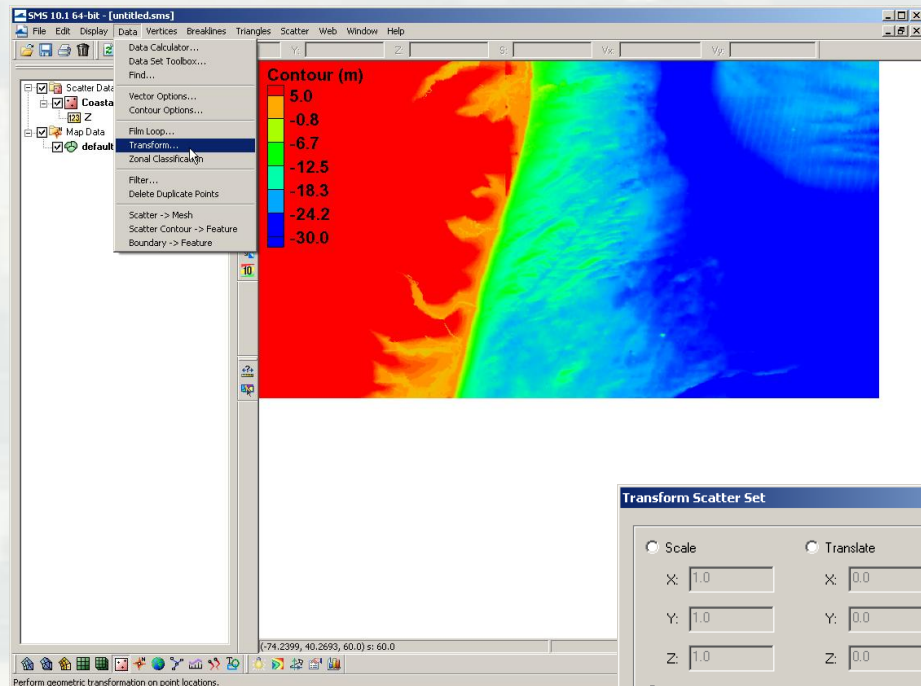 SMS 10.1 64-bit - [untitled.sms]
File Edit Display Data Vertices Breaklines Triangles Scatter Web Window Help
Y: Z: S: Vx: Vy:
Data Calculator...
Data Set Toolbox...
Find...
Vector Options...
Contour Options...
Film Loop...
Transform...
Zonal Classification
Filter...
Delete Duplicate Points
Scatter -> Mesh
Scatter Contour -> Feature
Boundary -> Feature
Scatter Data
Coasta
123 Z
Map Data
default
10
Contour (m)
5.0
-0.8
-6.7
-12.5
-18.3
-24.2
-30.0
(-74.2399, 40.2693, 60.0) s: 60.0
Perform geometric transformation on point locations.
Transform Scatter Set
Scale Translate
X: 1.0 X: 0.0
Y: 1.0 Y: 0.0
Z: 1.0 Z: 0.0